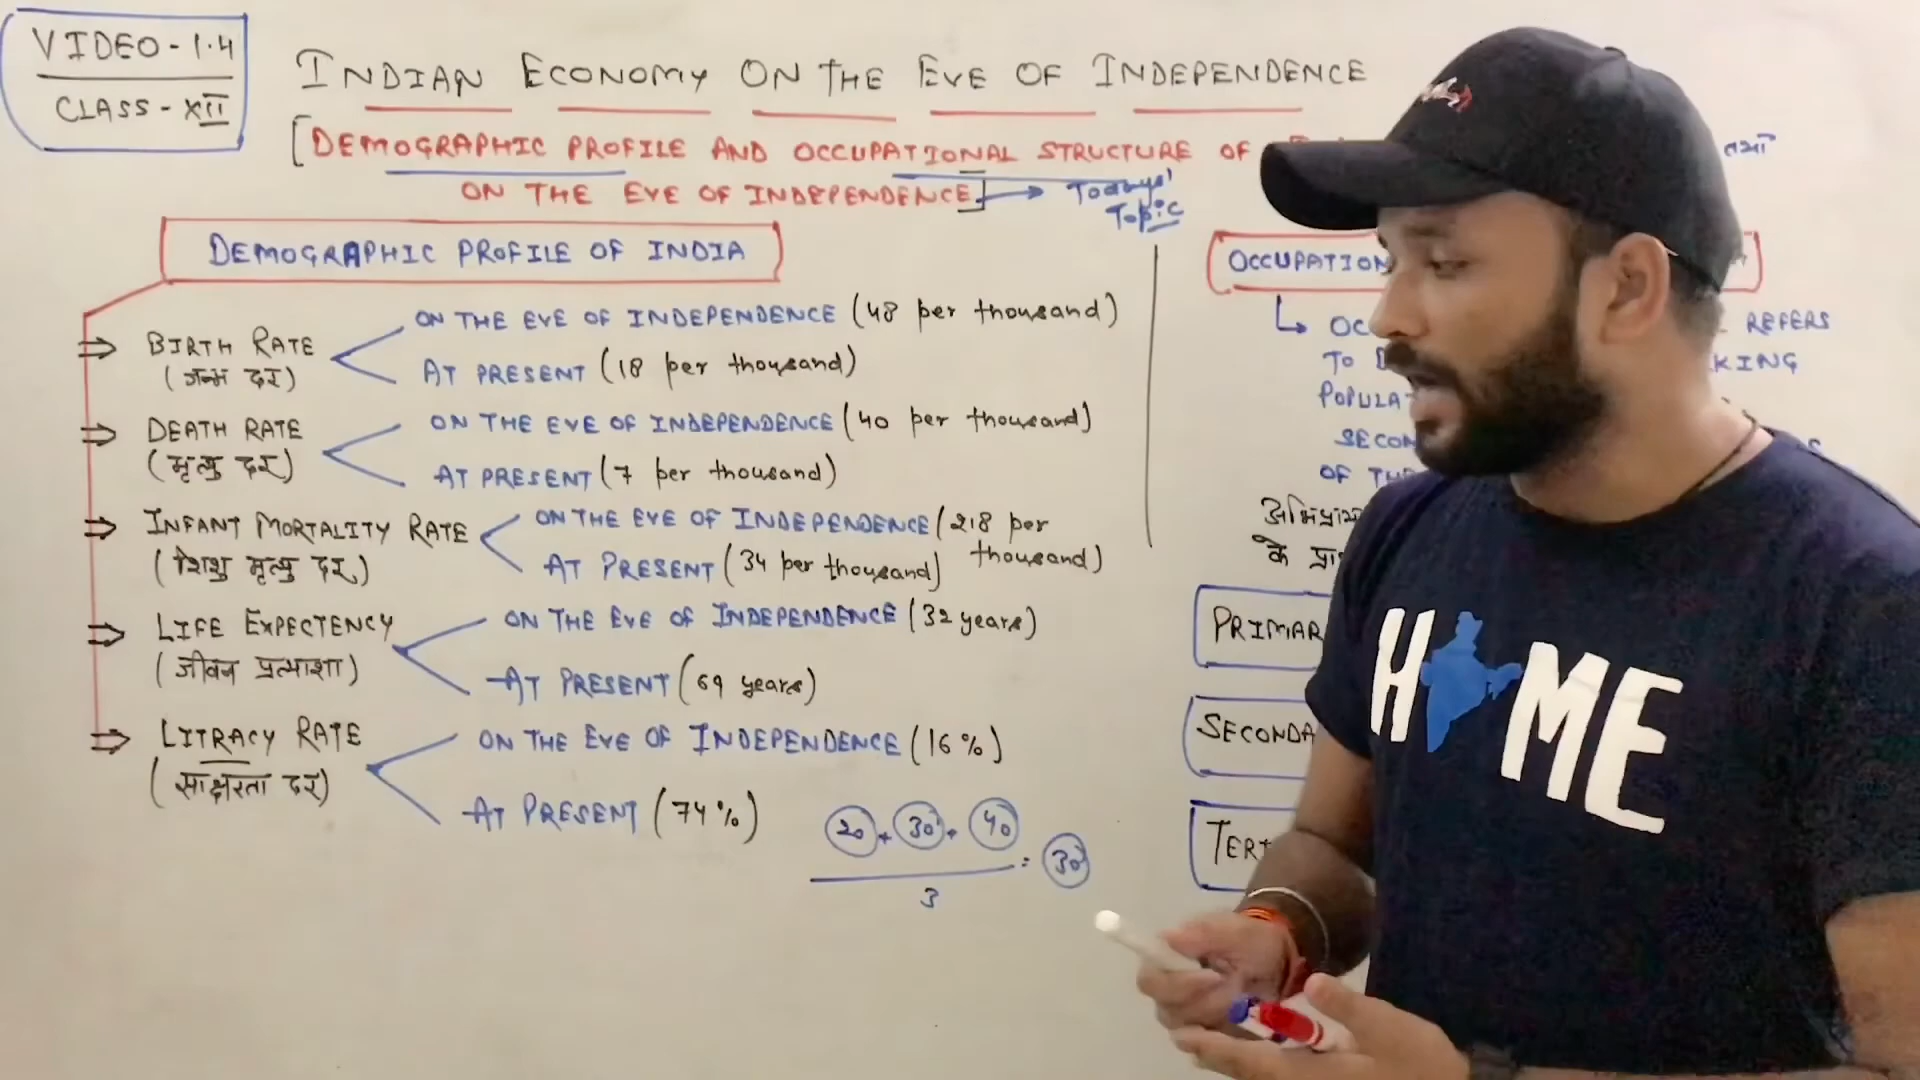 VIDEO-1.4
CLASS-XII
INDIAN ECONOMY ON THE EVE OF INDEPENDENCE
[DEMOGRAPHIC PROFILE AND OCCUPATIONAL STRUCTURE OF
ON THE EVE OF INDEPENDENCE] → Todays'
Topic
DEMOGRAPHIC PROFILE OF INDIA
⇒ BIRTH RATE
(जन्म दर)
ON THE EVE OF INDEPENDENCE (48 per thousand)
AT PRESENT (18 per thousand)
⇒ DEATH RATE
(मृत्यु दर)
ON THE EVE OF INDEPENDENCE (40 per thousand)
AT PRESENT (7 per thousand)
⇒ INFANT MORTALITY RATE
(शिशु मृत्यु दर)
ON THE EVE OF INDEPENDENCE (218 per
thousand)
AT PRESENT (34 per thousand)
⇒ LIFE EXPECTENCY
(जीवन प्रत्याशा)
ON THE EVE OF INDEPENDENCE (32 years)
AT PRESENT (69 years)
⇒ LITRACY RATE
(साक्षरता दर)
ON THE EVE OF INDEPENDENCE (16%)
AT PRESENT (74%)
20 + 30 + 40
3
= 30
OCCUPATION
REFERS
TO
KING
POPULAT
SECON
OF THE
के
PRIMAR
SECONDA
TERT
HOME